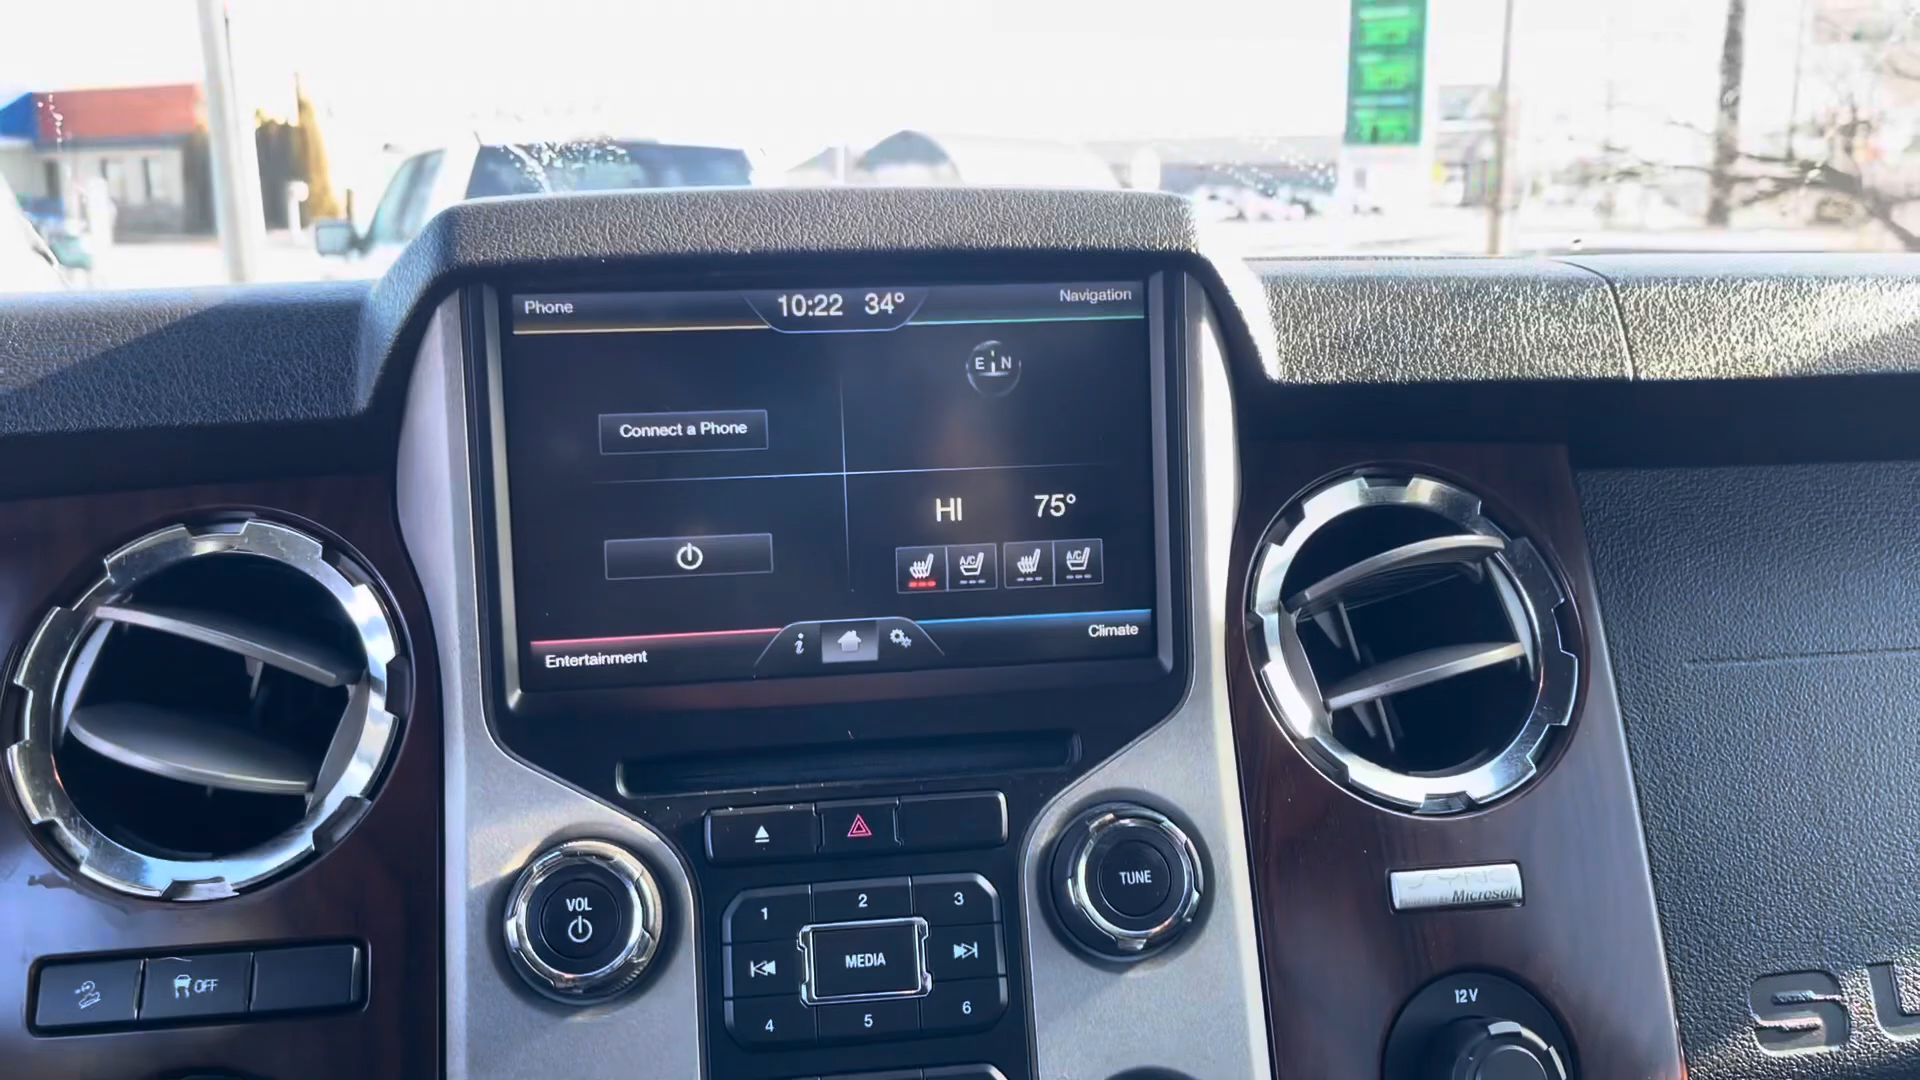 Phone
10:22 34°
Navigation
E N
Connect a Phone
HI 75°
A/C
A/C
Entertainment
i
Climate
VOL
TUNE
1 2 3
MEDIA
4 5 6
OFF
SYNC
Microsoft
12V
SU